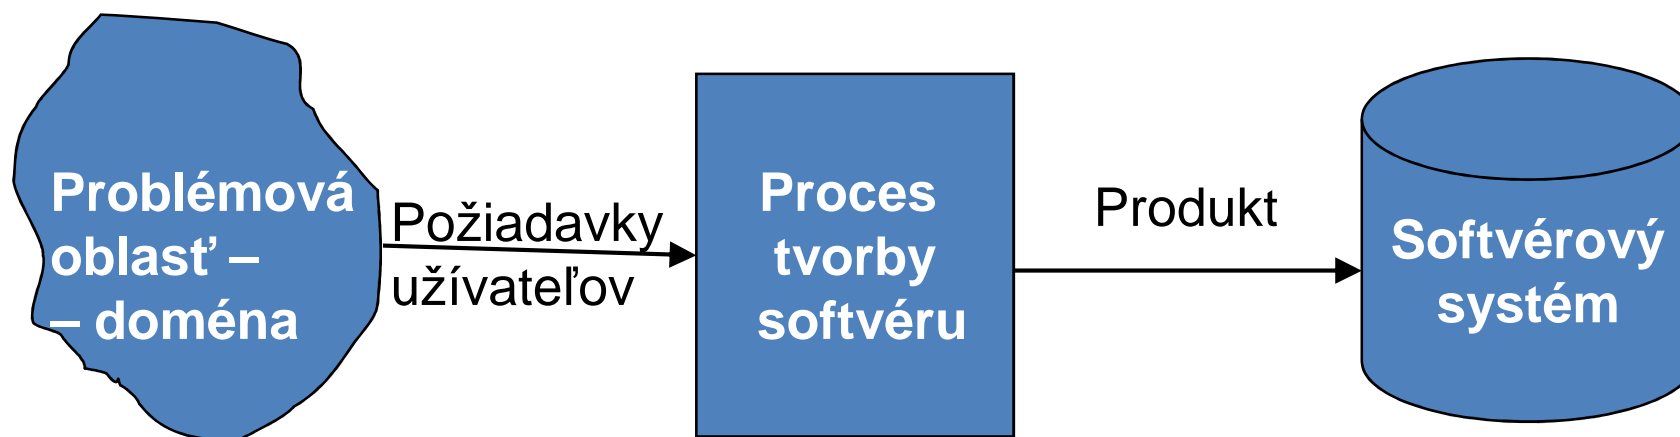 Problémová
oblasť –
– doména
Požiadavky
užívateľov
Proces
tvorby
softvéru
Produkt
Softvérový
systém